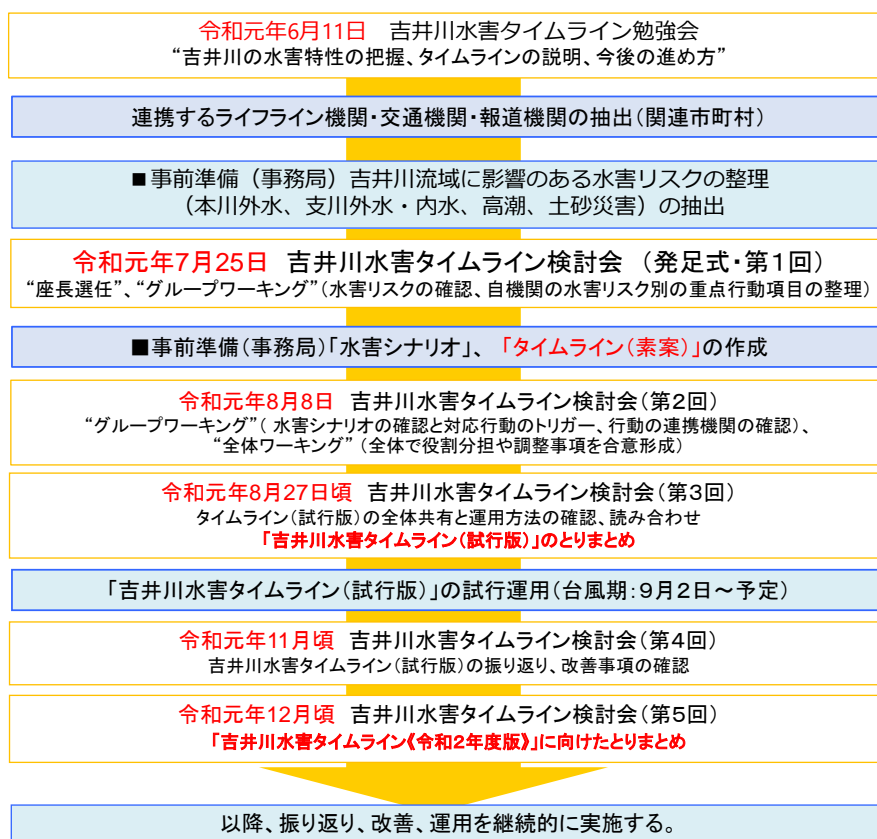 令和元年6月11日 吉井川水害タイムライン勉強会
“吉井川の水害特性の把握、タイムラインの説明、今後の進め方”
連携するライフライン機関・交通機関・報道機関の抽出（関連市町村）
■事前準備（事務局）吉井川流域に影響のある水害リスクの整理
（本川外水、支川外水・内水、高潮、土砂災害）の抽出
令和元年7月25日 吉井川水害タイムライン検討会 （発足式・第1回）
“座長選任”、“グループワーキング”（水害リスクの確認、自機関の水害リスク別の重点行動項目の整理）
■事前準備（事務局）「水害シナリオ」、「タイムライン（素案）」の作成
令和元年8月8日 吉井川水害タイムライン検討会（第2回）
“グループワーキング”（ 水害シナリオの確認と対応行動のトリガー、行動の連携機関の確認）、
“全体ワーキング” （全体で役割分担や調整事項を合意形成）
令和元年8月27日頃 吉井川水害タイムライン検討会（第3回）
タイムライン（試行版）の全体共有と運用方法の確認、読み合わせ
「吉井川水害タイムライン（試行版）」のとりまとめ
「吉井川水害タイムライン（試行版）」の試行運用（台風期：9月2日～予定）
令和元年11月頃 吉井川水害タイムライン検討会（第4回）
吉井川水害タイムライン（試行版）の振り返り、改善事項の確認
令和元年12月頃 吉井川水害タイムライン検討会（第5回）
「吉井川水害タイムライン《令和2年度版》」に向けたとりまとめ
以降、振り返り、改善、運用を継続的に実施する。